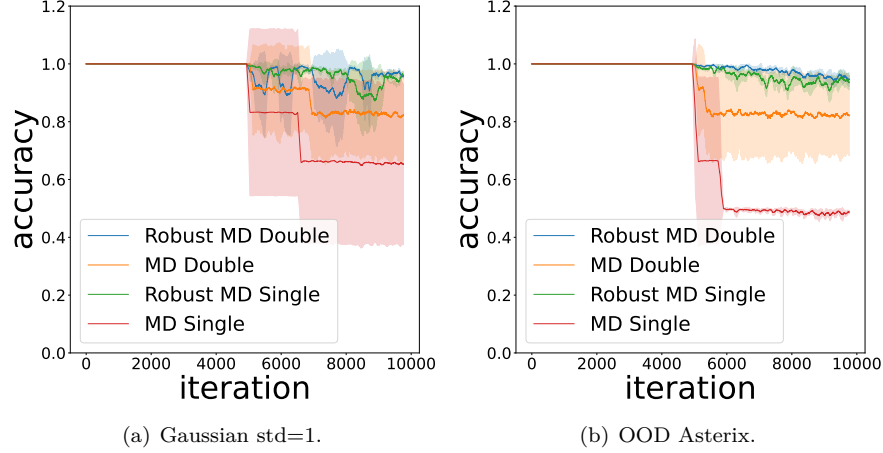 1.2
1.0
0.8
0.6
0.4
0.2
0.0
accuracy
Robust MD Double
MD Double
Robust MD Single
MD Single
0 2000 4000 6000 8000 10000
iteration
(a) Gaussian std=1.
1.2
1.0
0.8
0.6
0.4
0.2
0.0
accuracy
Robust MD Double
MD Double
Robust MD Single
MD Single
0 2000 4000 6000 8000 10000
iteration
(b) OOD Asterix.